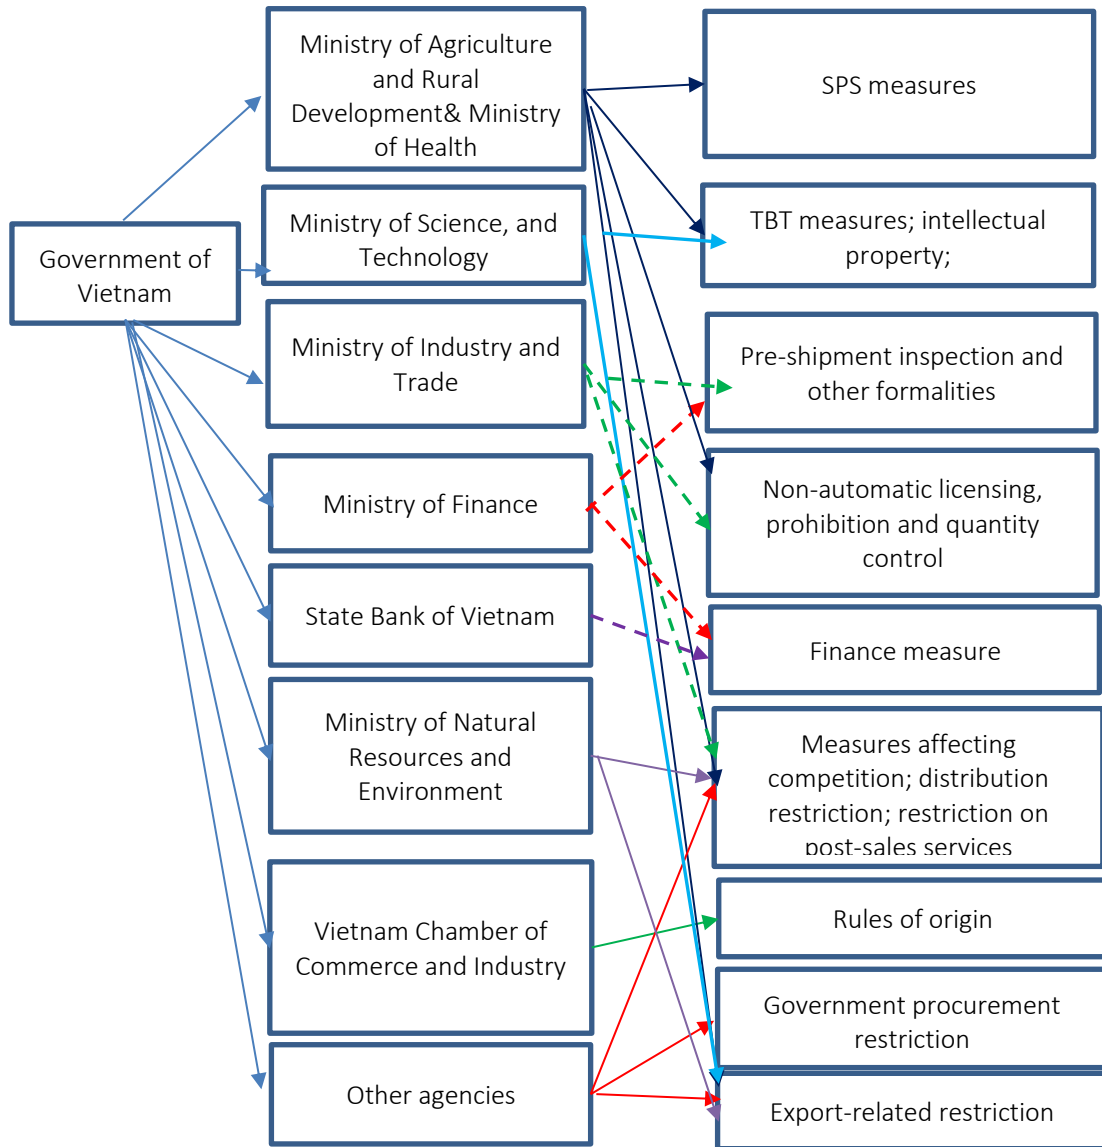 Government of
Vietnam
Ministry of Agriculture
and Rural
Development& Ministry
of Health
Ministry of Science, and
Technology
Ministry of Industry and
Trade
Ministry of Finance
State Bank of Vietnam
Ministry of Natural
Resources and
Environment
Vietnam Chamber of
Commerce and Industry
Other agencies
SPS measures
TBT measures; intellectual
property;
Pre-shipment inspection and
other formalities
Non-automatic licensing,
prohibition and quantity
control
Finance measure
Measures affecting
competition; distribution
restriction; restriction on
post-sales services
Rules of origin
Government procurement
restriction
Export-related restriction